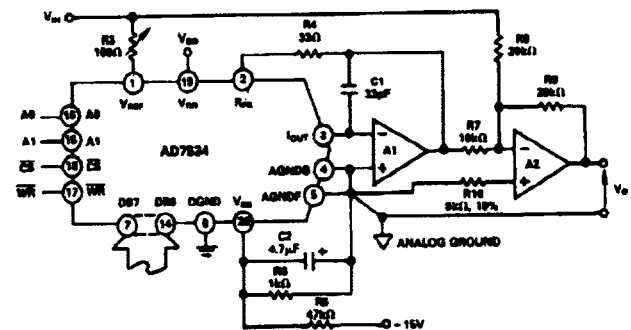 VIN
R3
100Ω
VDD
R4
33Ω
C1
33pF
R8
20kΩ
R9
20kΩ
1
19
2
VREF
VDD
RFB
A0
15
A0
A1
16
A1
CS
18
CS
WR
17
WR
AD7534
IOUT
3
AGNDS
4
AGNDF
5
A1
R7
10kΩ
A2
R10
5kΩ, 10%
VO
ANALOG GROUND
DB7
DB0
DGND
VSS
7
14
6
20
C2
4.7µF
+
R6
1kΩ
R5
47kΩ
-15V